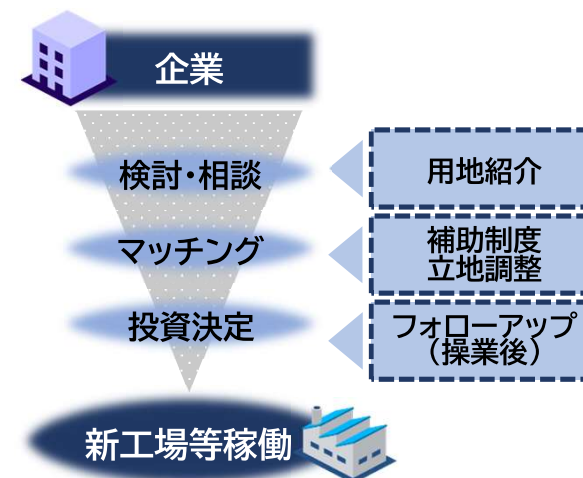 企業
検討・相談
用地紹介
マッチング
補助制度
立地調整
投資決定
フォローアップ
（操業後）
新工場等稼働